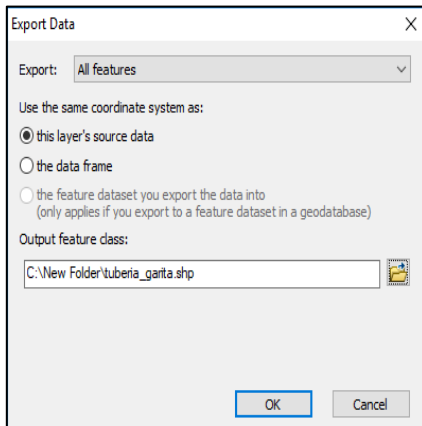 Export Data
Export: All features
Use the same coordinate system as:
this layer's source data
the data frame
the feature dataset you export the data into
(only applies if you export to a feature dataset in a geodatabase)
Output feature class:
C:\New Folder\tuberia_garita.shp
OK Cancel